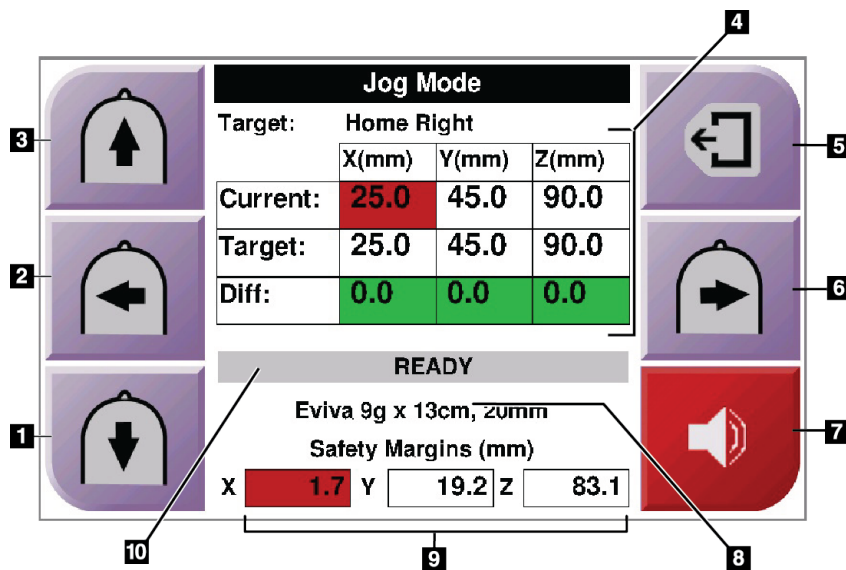 4
Jog Mode
3
Target: Home Right
5
X(mm) Y(mm) Z(mm)
Current: 25.0 45.0 90.0
Target: 25.0 45.0 90.0
2
Diff: 0.0 0.0 0.0
6
READY
Eviva 9g x 13cm, 20mm
1
7
Safety Margins (mm)
X 1.7 Y 19.2 Z 83.1
10
9
8